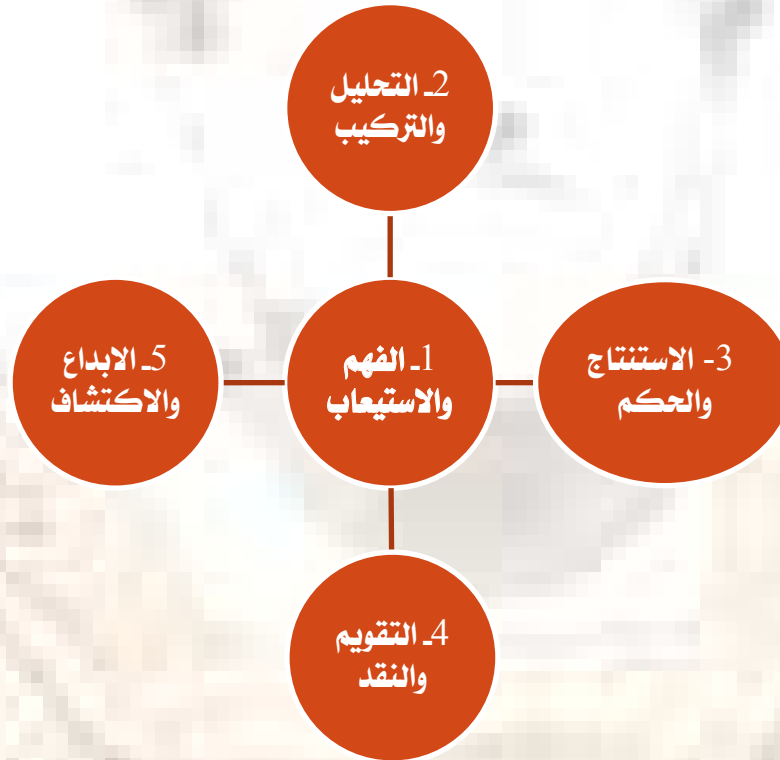 2ـ التحليل
والتركيب
5ـ الابداع
والاكتشاف
1ـ الفهم
والاستيعاب
3- الاستنتاج
والحكم
4ـ التقويم
والنقد